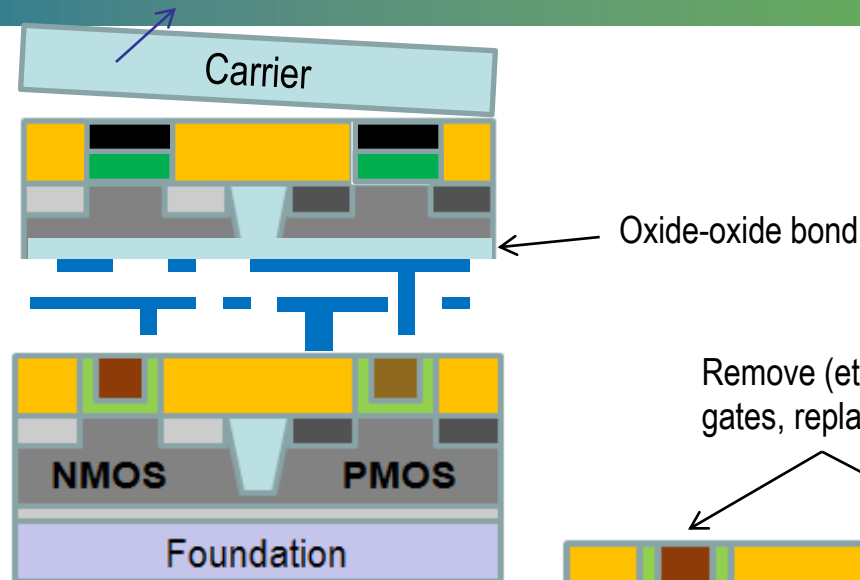 Carrier
Oxide-oxide bond
Remove (et
gates, repla
NMOS PMOS
Foundation